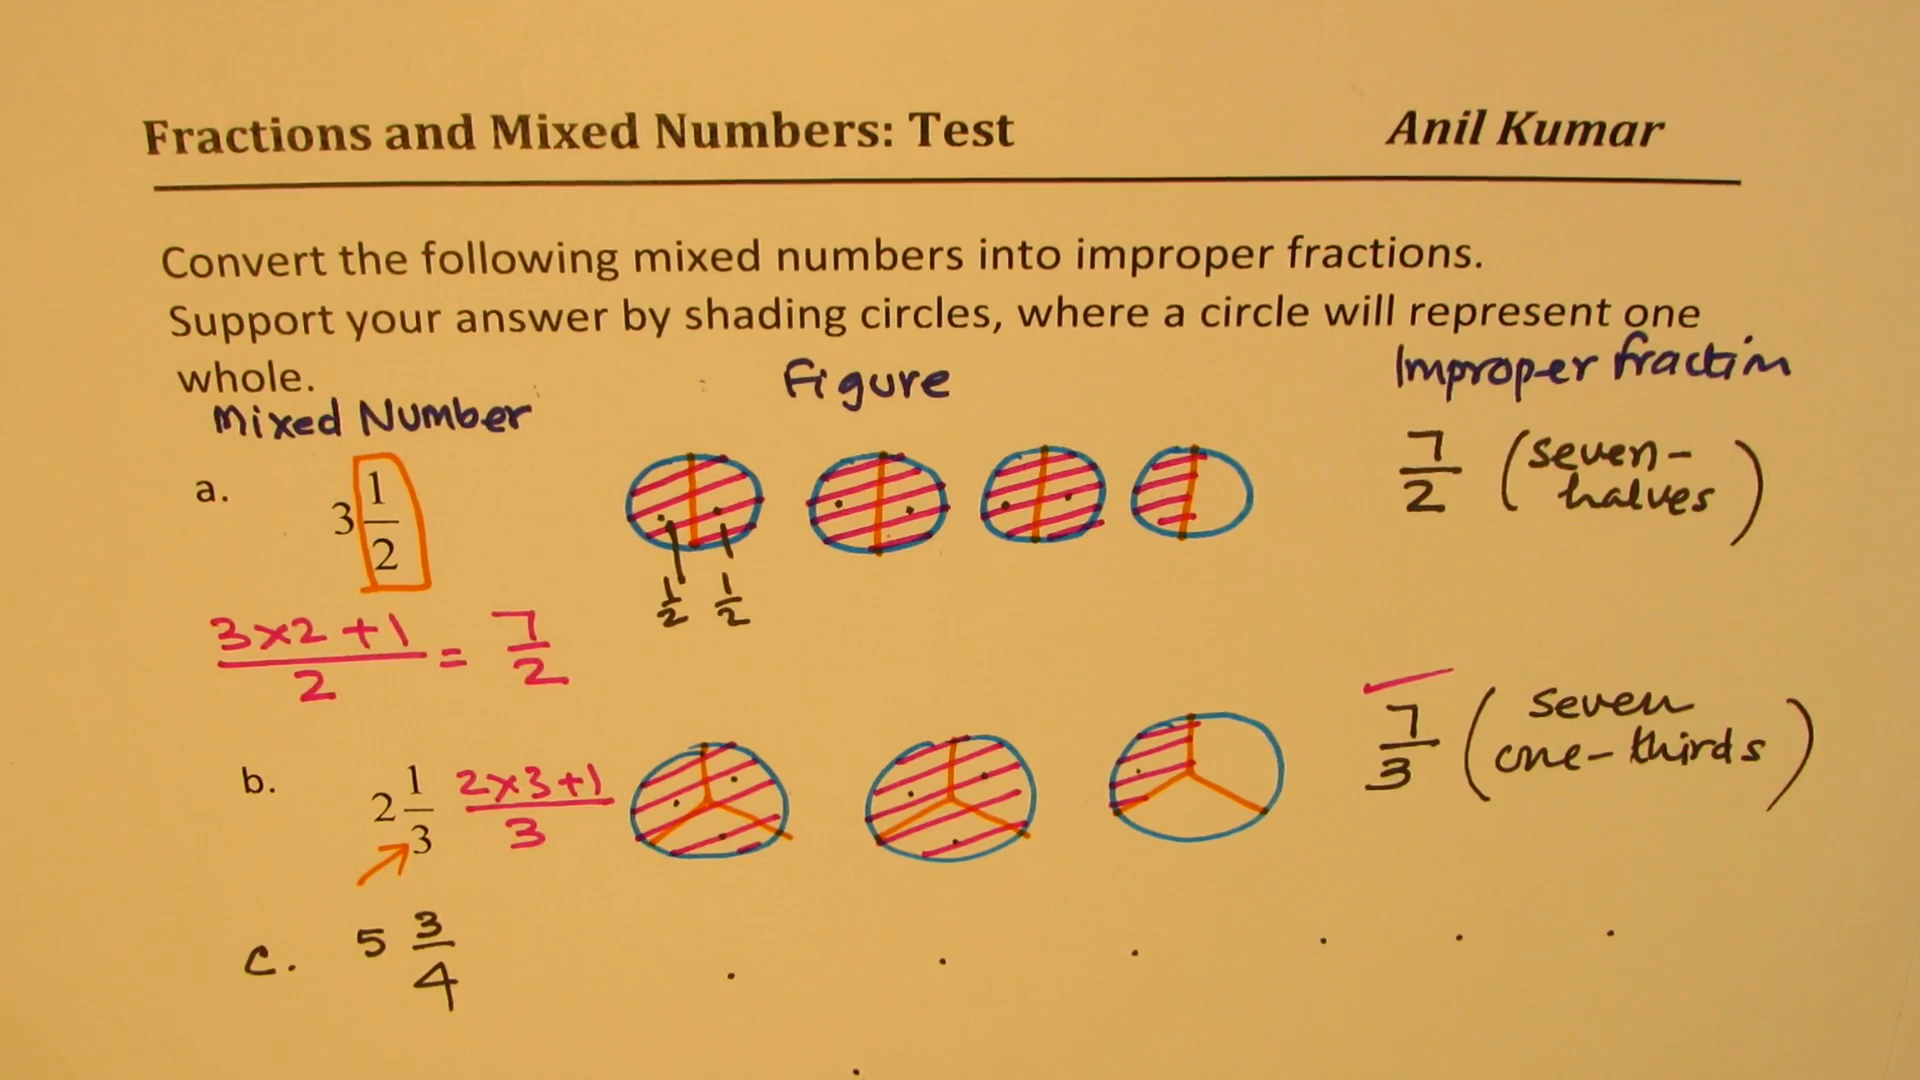 Fractions and Mixed Numbers: Test Anil Kumar
Convert the following mixed numbers into improper fractions.
Support your answer by shading circles, where a circle will represent one
whole.
Mixed Number Figure Improper fraction
a. 3 1/2 7/2 (seven-halves)
1/2 1/2
3×2+1/2 = 7/2
b. 2 1/3 2×3+1/3 7/3 (seven one-thirds)
c. 5 3/4